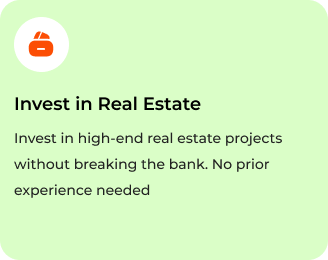 Invest in Real Estate
Invest in high-end real estate projects
without breaking the bank. No prior
experience needed